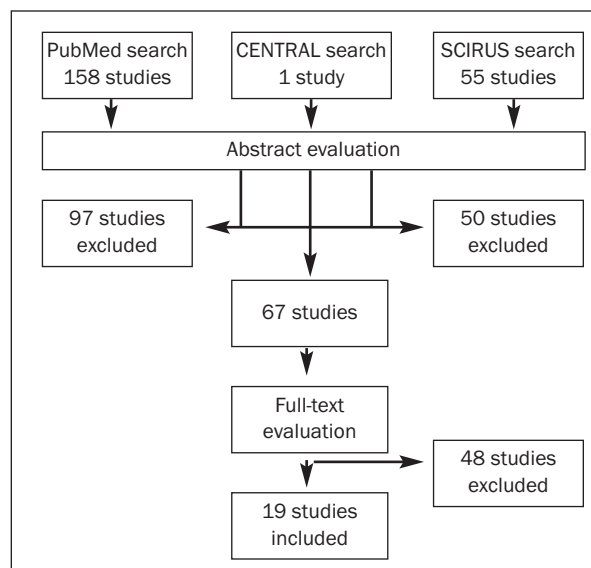 PubMed search
158 studies
CENTRAL search
1 study
SCIRUS search
55 studies
Abstract evaluation
97 studies
excluded
50 studies
excluded
67 studies
Full-text
evaluation
48 studies
excluded
19 studies
included